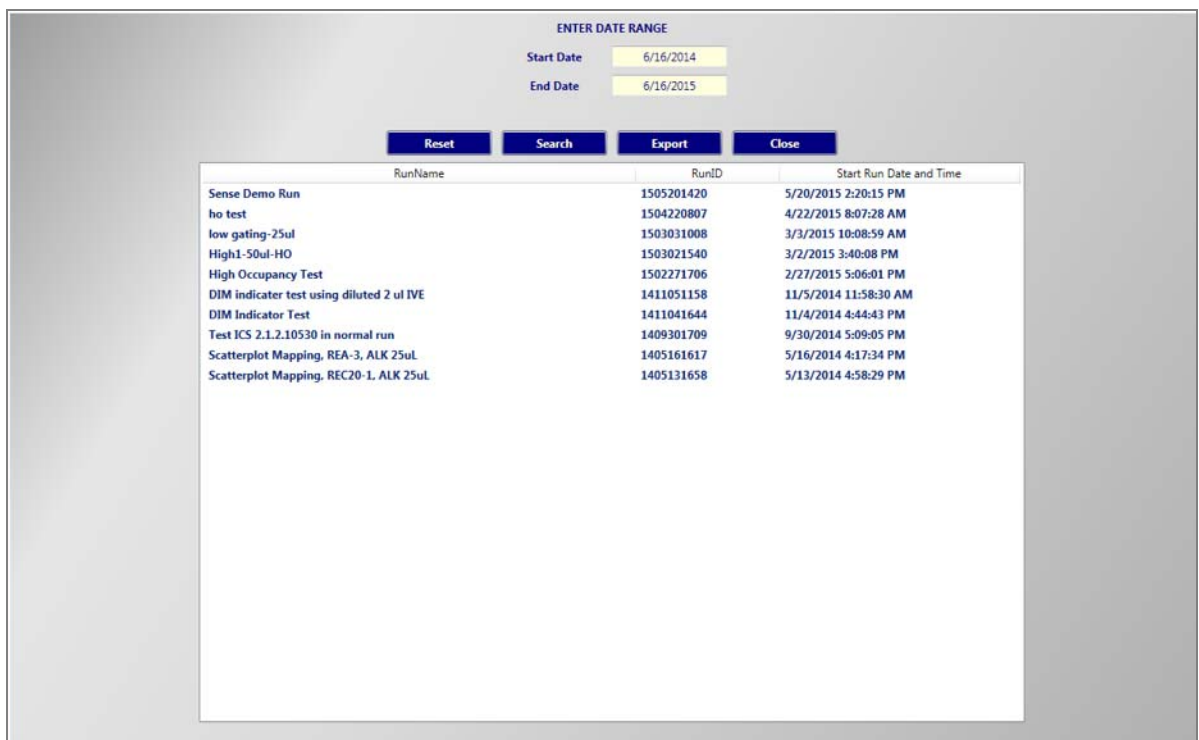 ENTER DATE RANGE
Start Date 6/16/2014
End Date 6/16/2015
Reset Search Export Close
RunName RunID Start Run Date and Time
Sense Demo Run 1505201420 5/20/2015 2:20:15 PM
ho test 1504220807 4/22/2015 8:07:28 AM
low gating-25ul 1503031008 3/3/2015 10:08:59 AM
High1-50ul-HO 1503021540 3/2/2015 3:40:08 PM
High Occupancy Test 1502271706 2/27/2015 5:06:01 PM
DIM indicater test using diluted 2 ul IVE 1411051158 11/5/2014 11:58:30 AM
DIM Indicator Test 1411041644 11/4/2014 4:44:43 PM
Test ICS 2.1.2.10530 in normal run 1409301709 9/30/2014 5:09:05 PM
Scatterplot Mapping, REA-3, ALK 25uL 1405161617 5/16/2014 4:17:34 PM
Scatterplot Mapping, REC20-1, ALK 25uL 1405131658 5/13/2014 4:58:29 PM